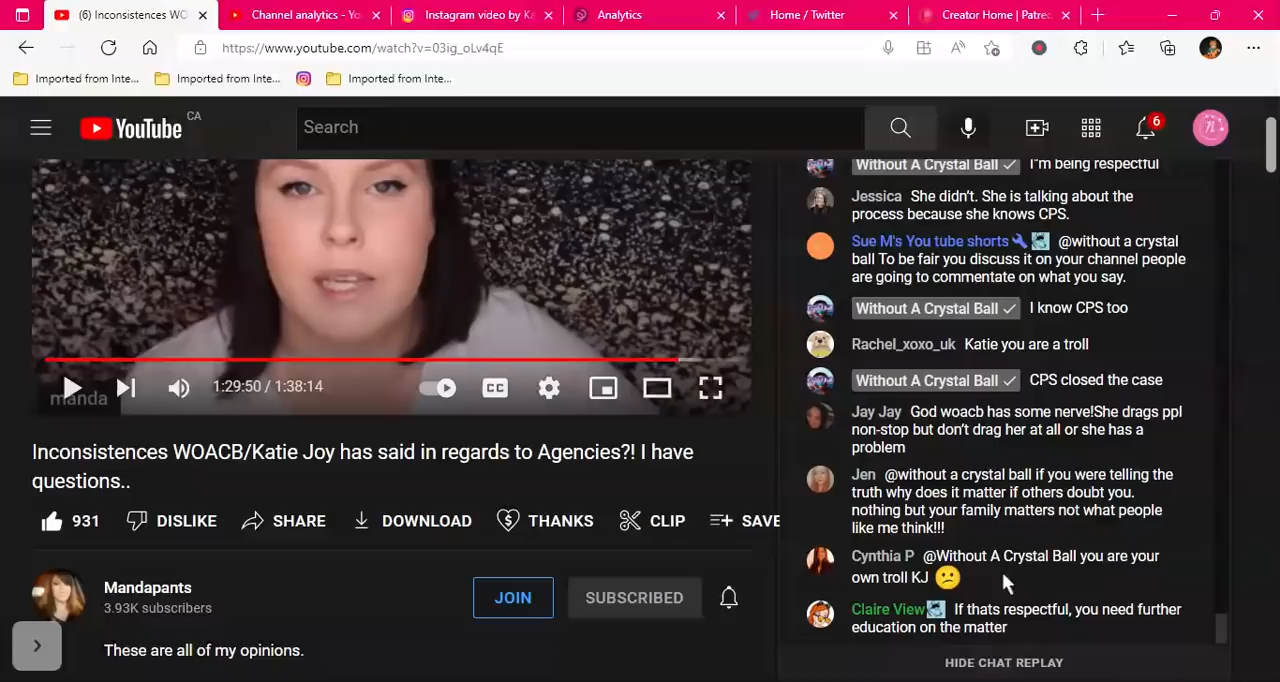 (6) Inconsistences WO
Channel analytics - Yo
Instagram video by Ka
Analytics
Home / Twitter
Creator Home | Patre
https://www.youtube.com/watch?v=03ig_oLv4qE
Imported from Inte...
Imported from Inte...
Imported from Inte...
YouTube CA
Search
6
Without A Crystal Ball I'm being respectful
Jessica She didn't. She is talking about the
process because she knows CPS.
Sue M's You tube shorts @without a crystal
ball To be fair you discuss it on your channel people
are going to commentate on what you say.
Without A Crystal Ball I know CPS too
Rachel_xoxo_uk Katie you are a troll
Without A Crystal Ball CPS closed the case
Jay Jay God woacb has some nerve!She drags ppl
non-stop but don't drag her at all or she has a
problem
Jen @without a crystal ball if you were telling the
truth why does it matter if others doubt you.
nothing but your family matters not what people
like me think!!!
Cynthia P @Without A Crystal Ball you are your
own troll KJ
Claire View If thats respectful, you need further
education on the matter
HIDE CHAT REPLAY
manda
1:29:50 / 1:38:14
CC
Inconsistences WOACB/Katie Joy has said in regards to Agencies?! I have
questions..
931 DISLIKE SHARE DOWNLOAD THANKS CLIP SAVE
Mandapants
3.93K subscribers
JOIN SUBSCRIBED
These are all of my opinions.